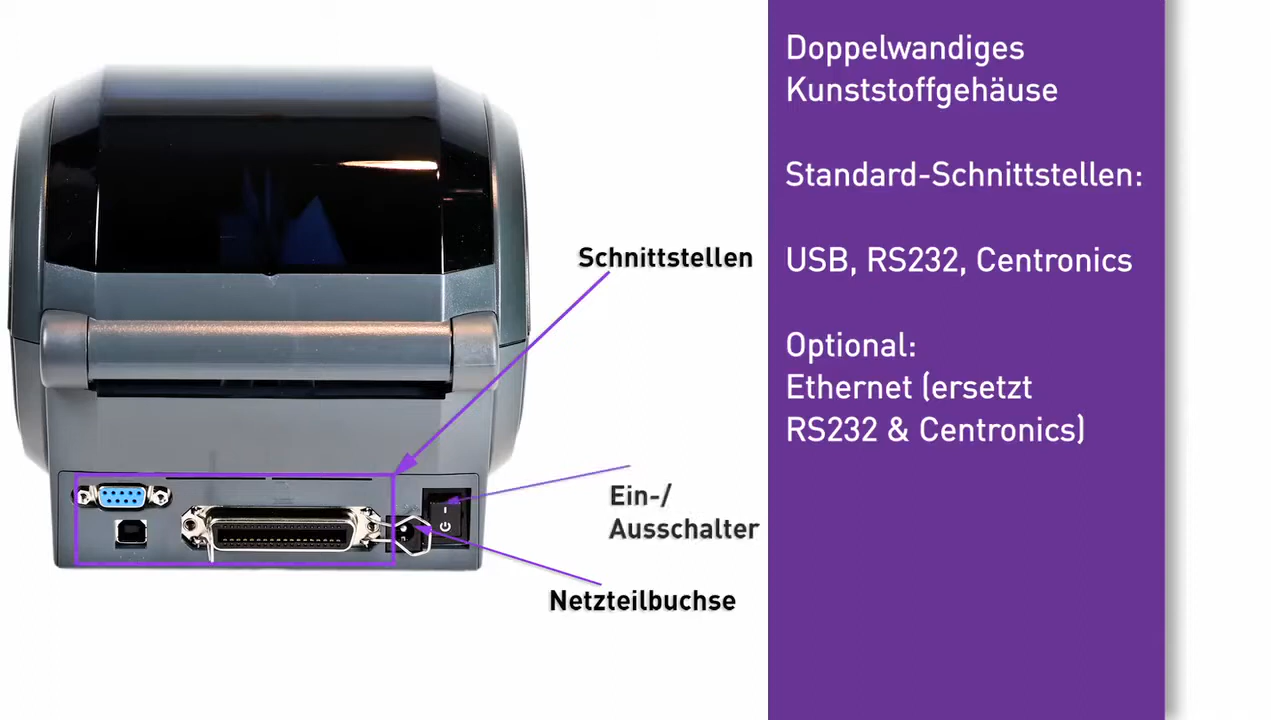 Doppelwandiges
Kunststoffgehäuse
Standard-Schnittstellen:
USB, RS232, Centronics
Optional:
Ethernet (ersetzt
RS232 & Centronics)
Schnittstellen
Ein-/
Ausschalter
Netzteilbuchse